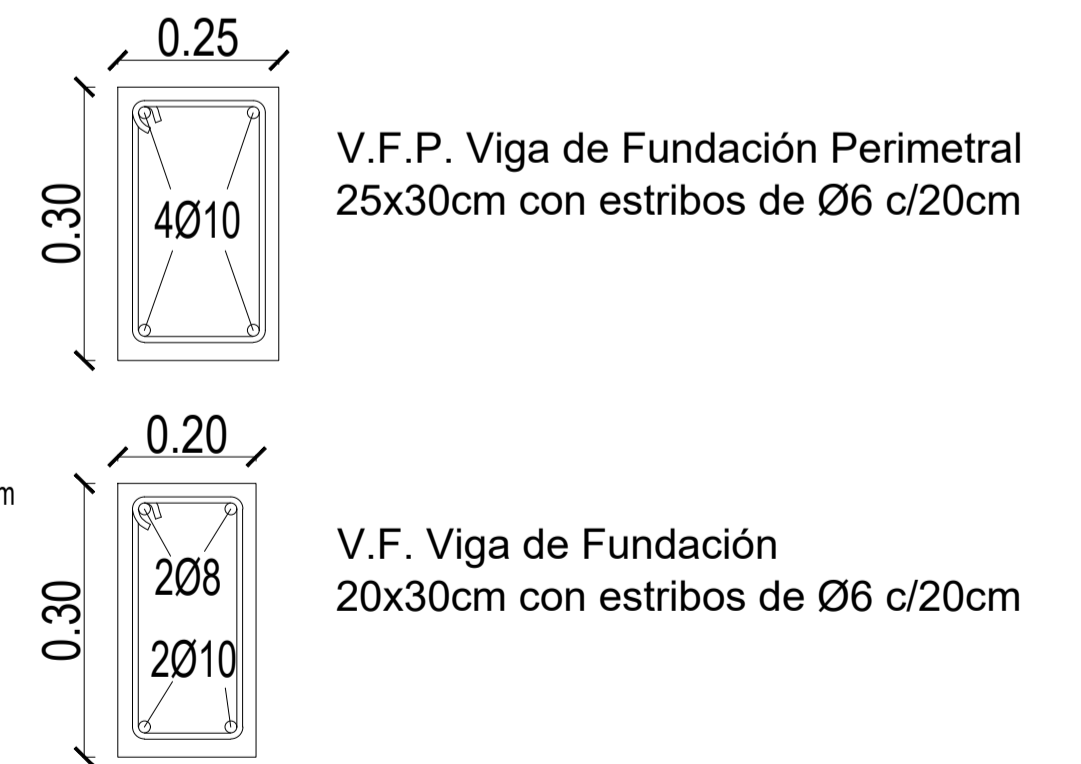 0.25
0.30
4Ø10
V.F.P. Viga de Fundación Perimetral
25x30cm con estribos de Ø6 c/20cm
0.20
m
0.30
2Ø8
2Ø10
V.F. Viga de Fundación
20x30cm con estribos de Ø6 c/20cm